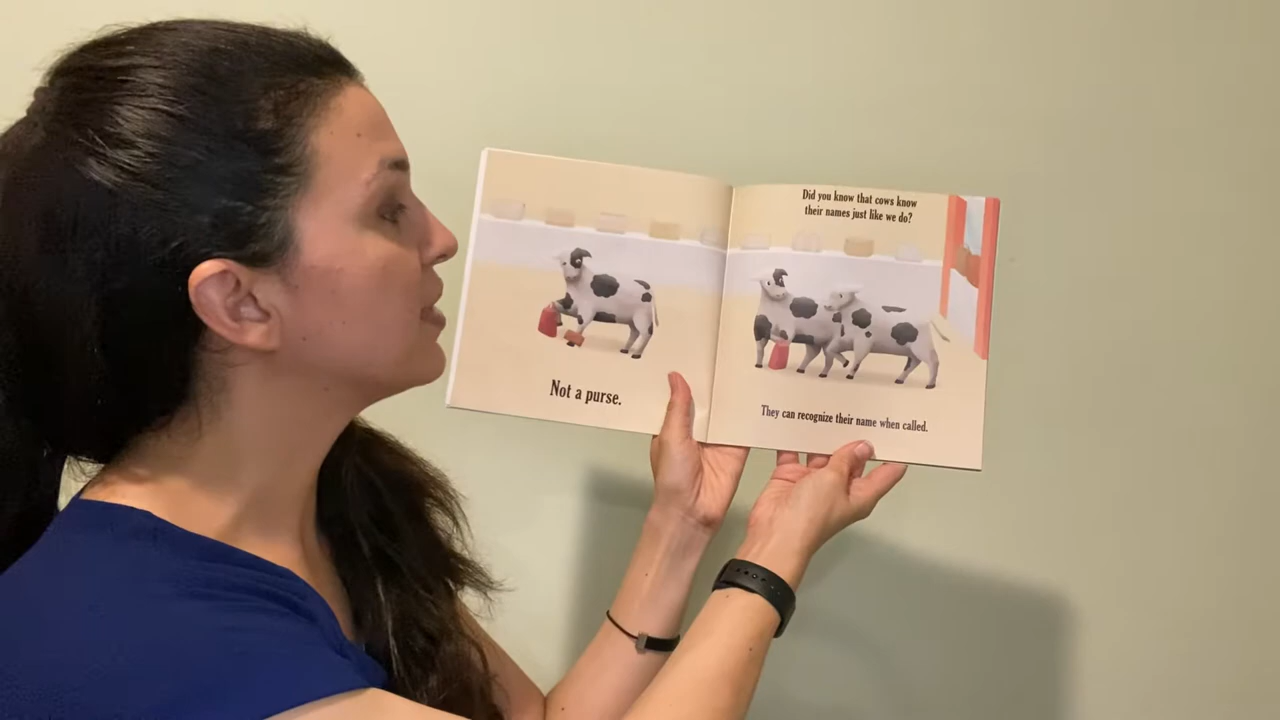 Not a purse.
Did you know that cows know
their names just like we do?
They can recognize their name when called.